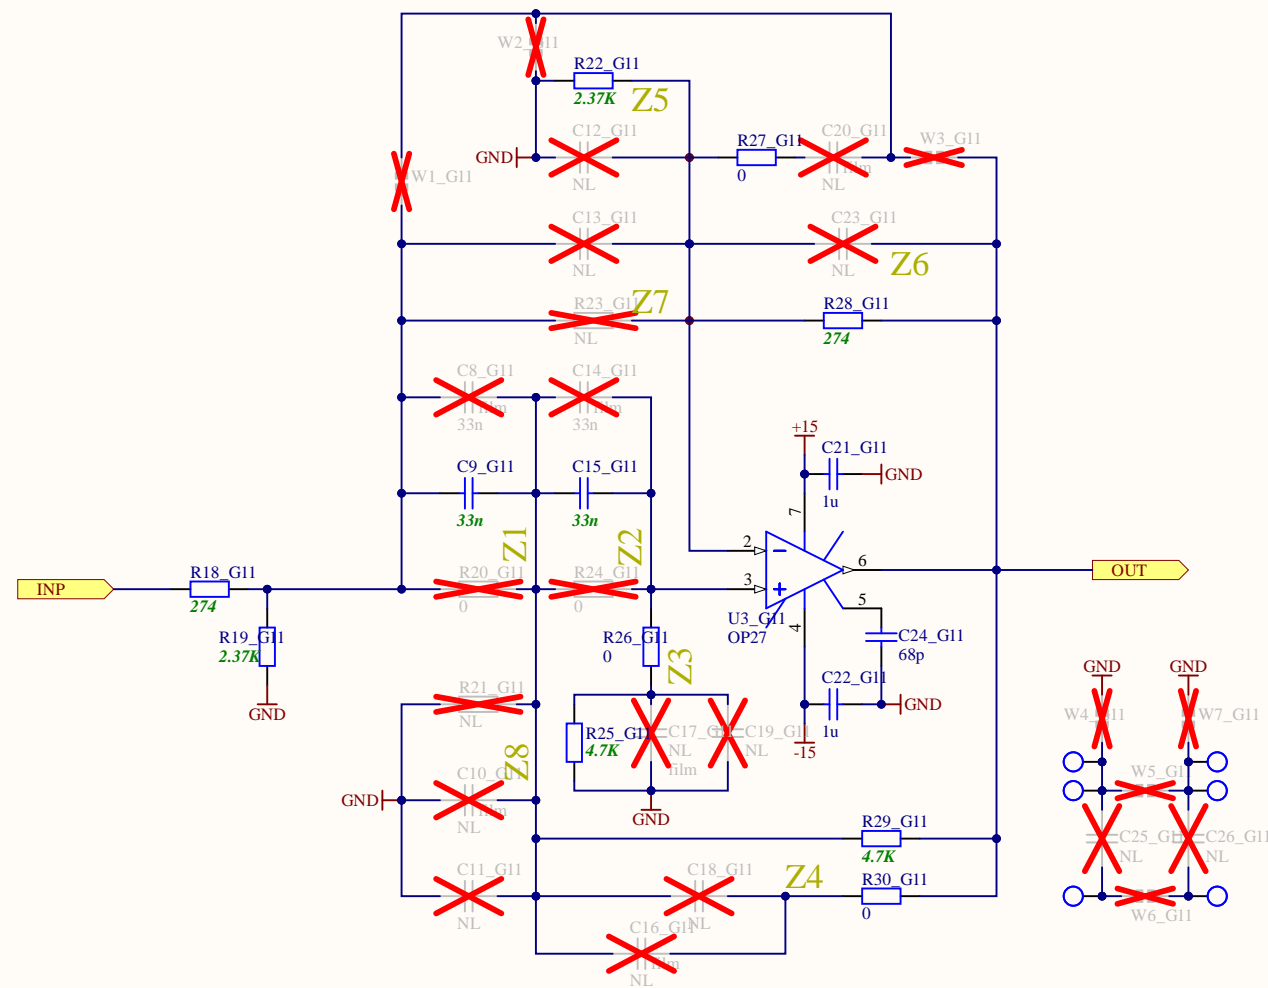 W2_G11
R22_G11
2.37K
Z5
C12_G11
GND
NL
R27_G11
0
C20_G11
film
NL
W3_G11
W1_G11
C13_G11
NL
C23_G11
NL
Z6
R23_G11
NL
Z7
R28_G11
274
C8_G11
film
33n
C14_G11
film
33n
+15
C21_G11
GND
1u
C9_G11
33n
C15_G11
33n
7
Z1
Z2
2
3
6
5
4
U3_G11
OP27
OUT
INP
R18_G11
274
R20_G11
0
R24_G11
0
R19_G11
2.37K
GND
R26_G11
0
Z3
C24_G11
68p
C22_G11
GND
1u
-15
R21_G11
NL
R25_G11
4.7K
C17_G11
NL
film
C19_G11
NL
GND
Z8
C10_G11
film
GND
NL
R29_G11
4.7K
C11_G11
NL
C18_G11
NL
Z4
R30_G11
0
C16_G11
film
NL
GND
GND
W4_G11
W7_G11
W5_G11
C25_G11
NL
C26_G11
NL
W6_G11